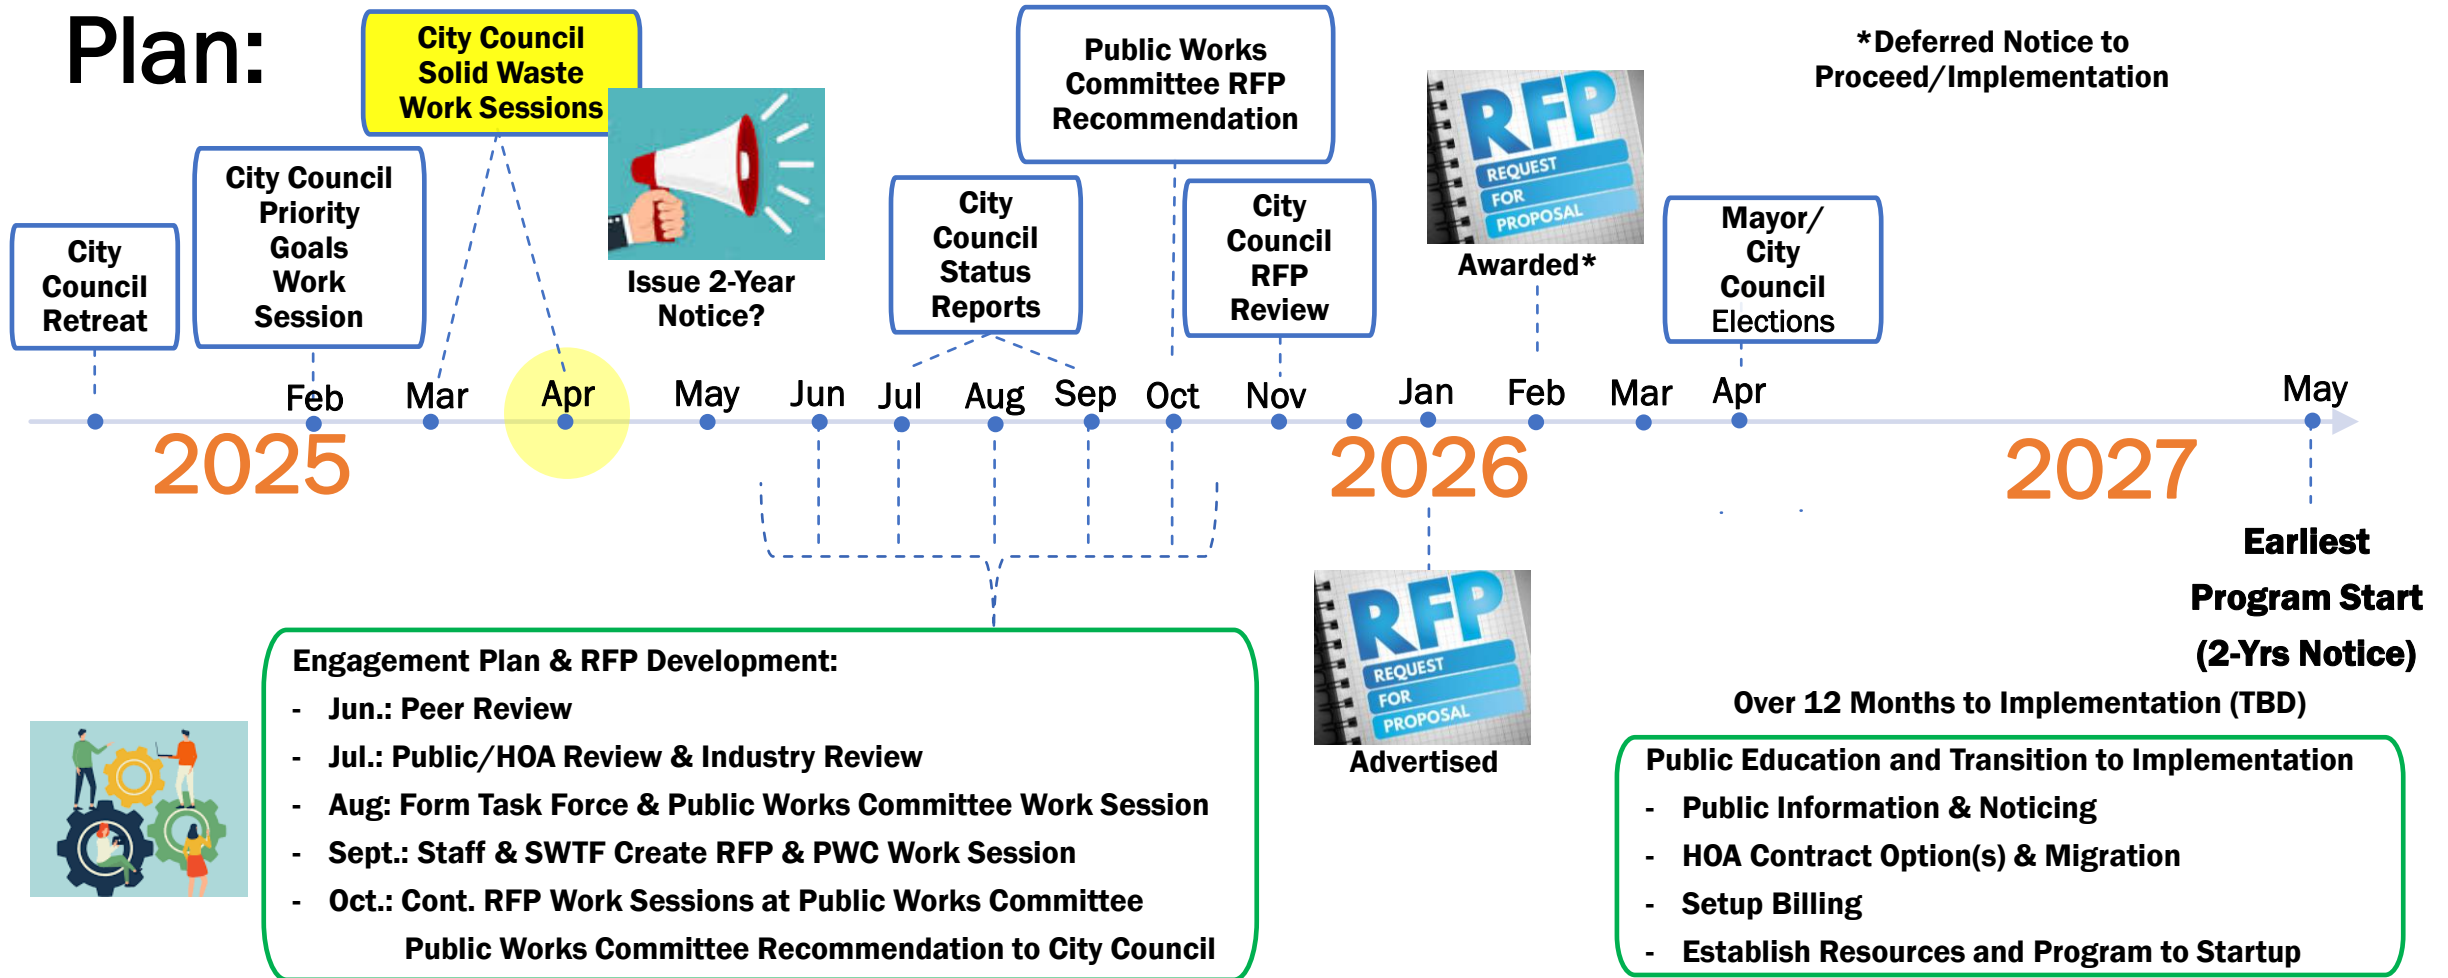 Plan:
City Council
Solid Waste
Work Sessions
Public Works
Committee RFP
Recommendation
*Deferred Notice to
Proceed/Implementation
City
Council
Retreat
City Council
Priority
Goals
Work
Session
Issue 2-Year
Notice?
City
Council
Status
Reports
City
Council
RFP
Review
RFP
REQUEST
FOR
PROPOSAL
Awarded*
Mayor/
City
Council
Elections
Feb
Mar
Apr
May
Jun
Jul
Aug
Sep
Oct
Nov
Jan
Feb
Mar
Apr
May
2025
2026
2027
RFP
REQUEST
FOR
PROPOSAL
Advertised
Earliest
Program Start
(2-Yrs Notice)
Engagement Plan & RFP Development:
- Jun.: Peer Review
- Jul.: Public/HOA Review & Industry Review
- Aug: Form Task Force & Public Works Committee Work Session
- Sept.: Staff & SWTF Create RFP & PWC Work Session
- Oct.: Cont. RFP Work Sessions at Public Works Committee
Public Works Committee Recommendation to City Council
Over 12 Months to Implementation (TBD)
Public Education and Transition to Implementation
- Public Information & Noticing
- HOA Contract Option(s) & Migration
- Setup Billing
- Establish Resources and Program to Startup